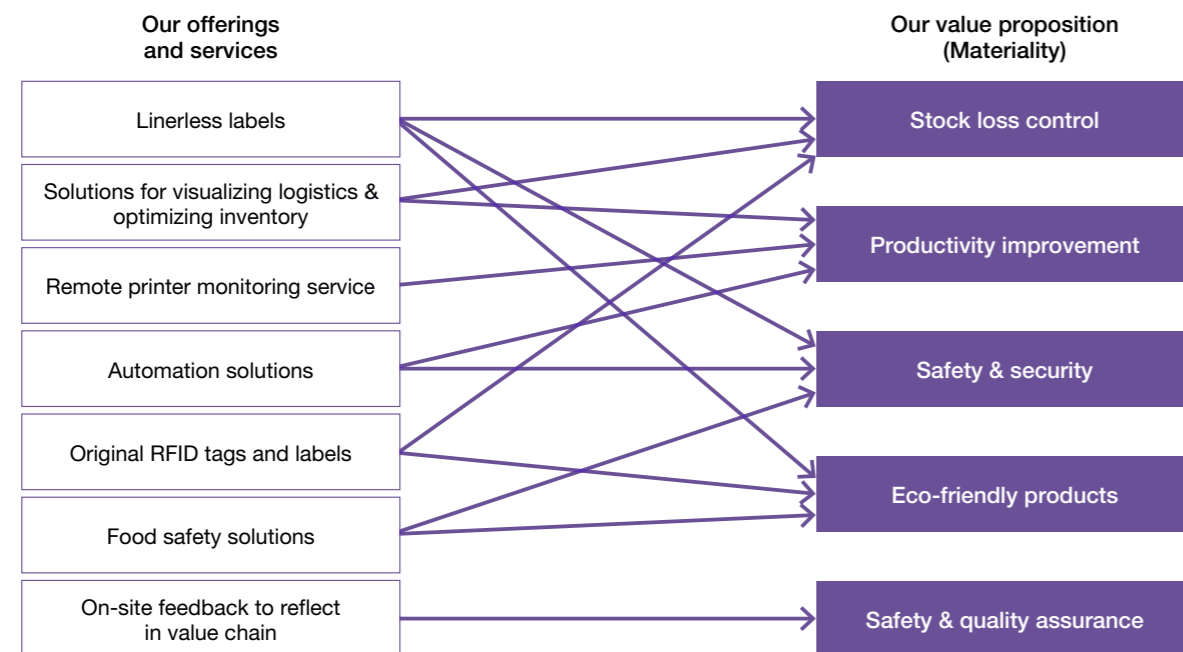 Our offerings
and services
Linerless labels
Solutions for visualizing logistics &
optimizing inventory
Remote printer monitoring service
Automation solutions
Original RFID tags and labels
Food safety solutions
On-site feedback to reflect
in value chain
Our value proposition
(Materiality)
Stock loss control
Productivity improvement
Safety & security
Eco-friendly products
Safety & quality assurance